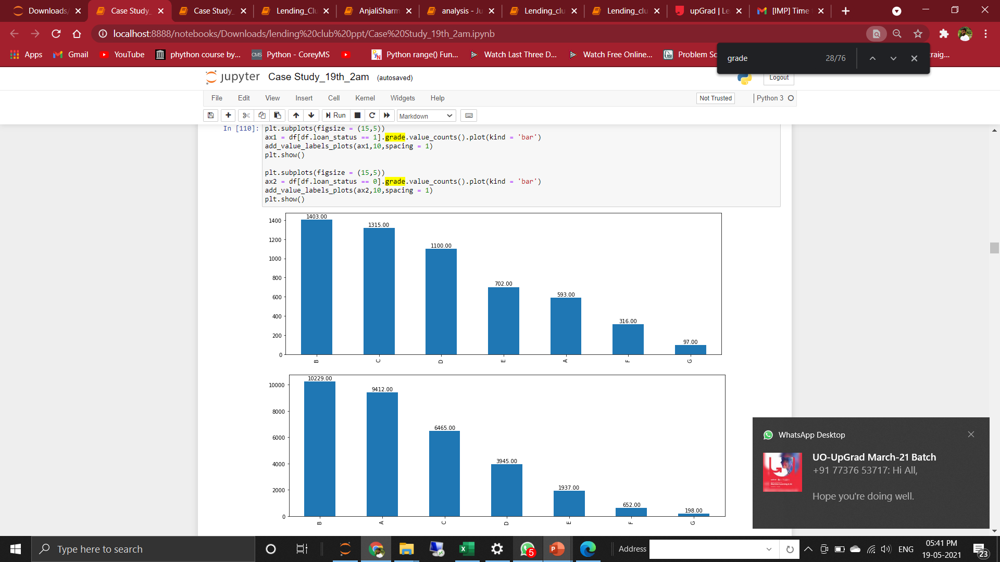 Downloads/
Case Study_
Case Study_
Lending_Clu
AnjaliSharm
analysis - Ju
Lending_clu
Lending_clu
upGrad | Le
[IMP] Time
localhost:8888/notebooks/Downloads/lending%20club%20ppt/Case%20Study_19th_2am.ipynb
Apps
Gmail
YouTube
phython course by...
CMS
Python - CoreyMS
Python range() Fun...
Watch Last Three D...
Watch Free Online...
Problem Sc
raig...
grade
28/76
jupyter
Case Study_19th_2am
(autosaved)
Logout
File
Edit
View
Insert
Cell
Kernel
Widgets
Help
Not Trusted
Python 3
Run
Markdown
In [110]:
plt.subplots(figsize = (15,5))
ax1 = df[df.loan_status == 1].grade.value_counts().plot(kind = 'bar')
add_value_labels_plots(ax1,10,spacing = 1)
plt.show()
plt.subplots(figsize = (15,5))
ax2 = df[df.loan_status == 0].grade.value_counts().plot(kind = 'bar')
add_value_labels_plots(ax2,10,spacing = 1)
plt.show()
1400
1200
1000
800
600
400
200
0
1403.00
1315.00
1100.00
702.00
593.00
316.00
97.00
B
C
D
E
A
F
G
10000
8000
6000
4000
2000
0
10229.00
9412.00
6465.00
3945.00
1937.00
652.00
198.00
B
A
C
D
E
F
G
WhatsApp Desktop
UO-UpGrad March-21 Batch
+91 77376 53717: Hi All,
Hope you're doing well.
Type here to search
5
Address
ENG
05:41 PM
19-05-2021
23